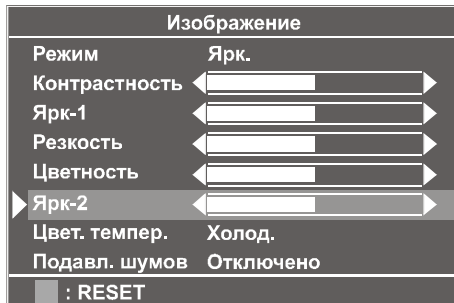 Изображение
Режим Ярк.
Контрастность
Ярк-1
Резкость
Цветность
Ярк-2
Цвет. темпер. Холод.
Подавл. шумов Отключено
: RESET